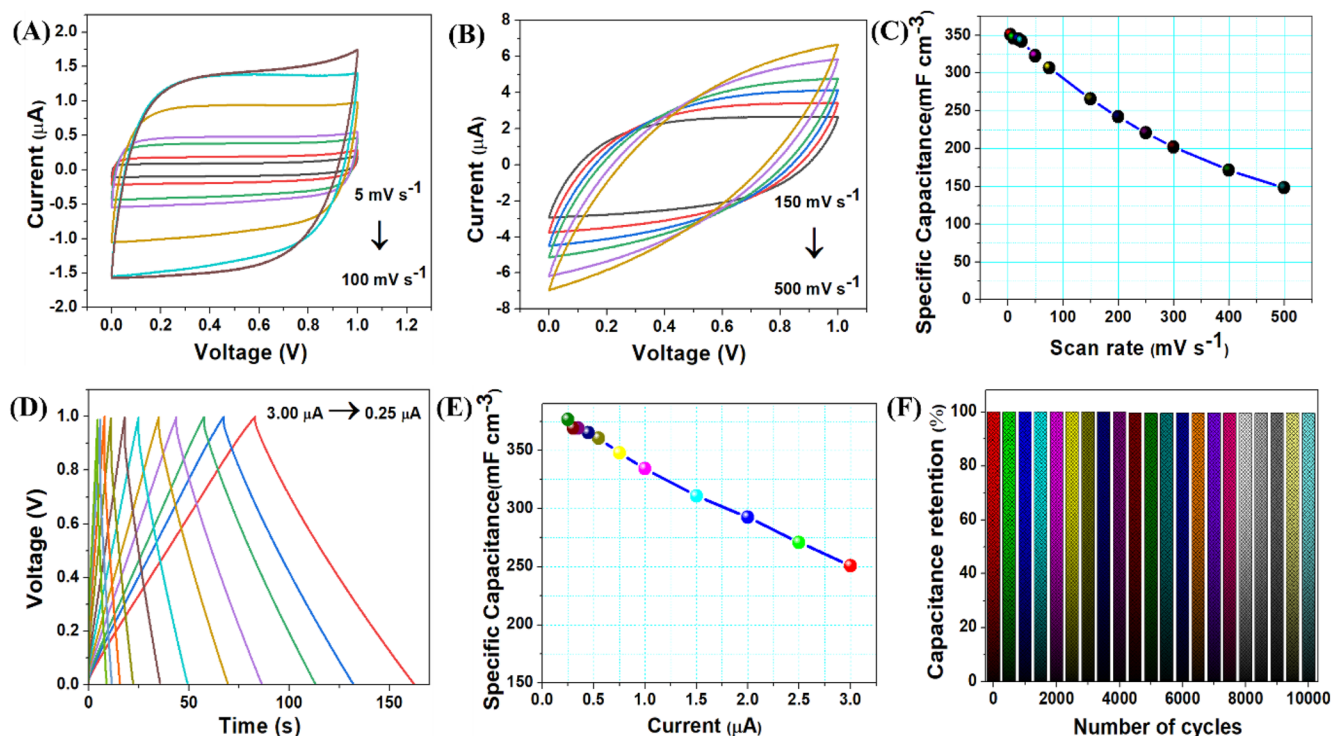 (A)
2.0
1.5
1.0
0.5
0.0
-0.5
-1.0
-1.5
-2.0
Current (μA)
5 mV s-1
100 mV s-1
0.0 0.2 0.4 0.6 0.8 1.0 1.2
Voltage (V)
(B)
8
6
4
2
0
-2
-4
-6
-8
Current (μA)
150 mV s-1
500 mV s-1
0.0 0.2 0.4 0.6 0.8 1.0
Voltage (V)
(C)
350
300
250
200
150
100
50
0
Specific Capacitance(mF cm-3)
0 100 200 300 400 500
Scan rate (mV s-1)
(D)
1.0
0.8
0.6
0.4
0.2
0.0
Voltage (V)
3.00 μA → 0.25 μA
0 50 100 150
Time (s)
(E)
375
350
300
250
200
150
Specific Capacitance(mF cm-3)
0.0 0.5 1.0 1.5 2.0 2.5 3.0
Current (μA)
(F)
100
80
60
40
20
0
Capacitance retention (%)
0 2000 4000 6000 8000 10000
Number of cycles